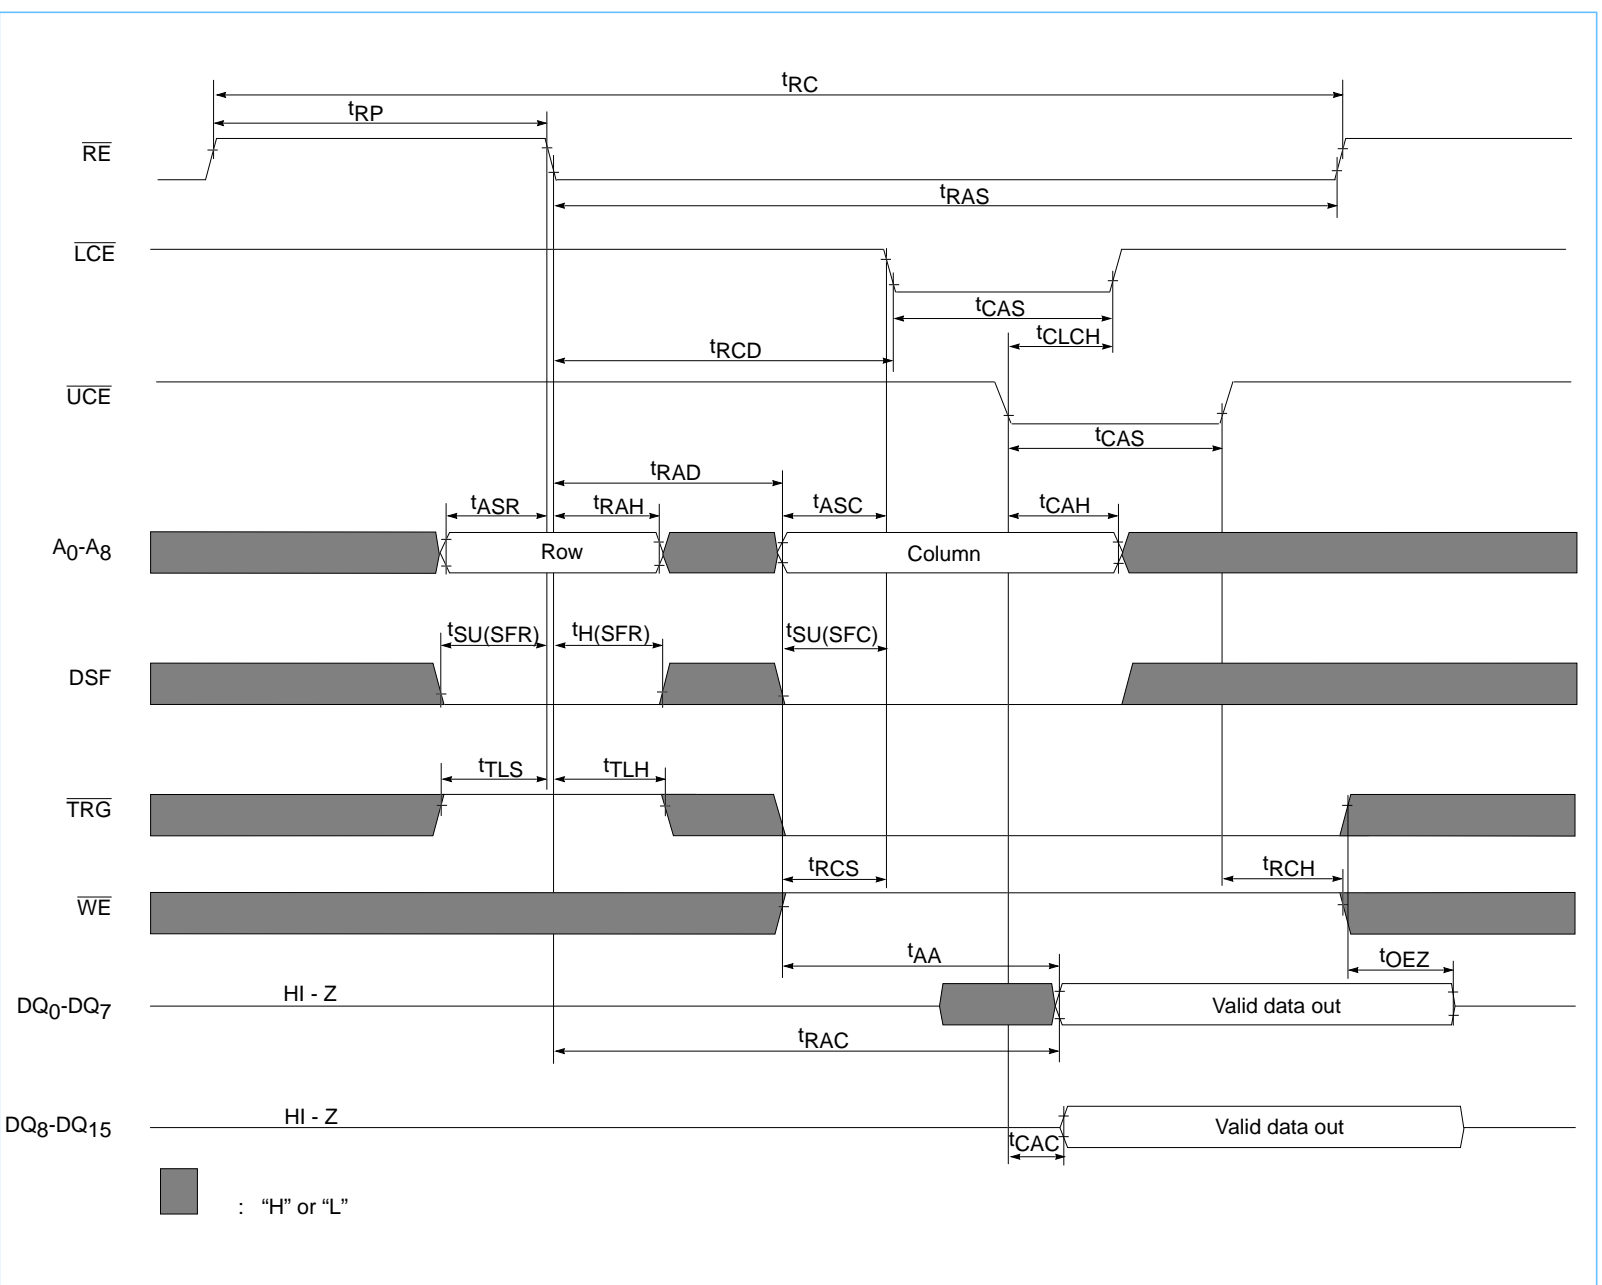 tRC
tRP
RE
tRAS
LCE
tCAS
tCLCH
tRCD
UCE
tCAS
tRAD
tASR tRAH tASC tCAH
A0-A8 Row Column
tSU(SFR) tH(SFR) tSU(SFC)
DSF
tTLS tTLH
TRG
tRCS tRCH
WE
tAA tOEZ
DQ0-DQ7 HI - Z Valid data out
tRAC
DQ8-DQ15 HI - Z Valid data out
tCAC
: “H” or “L”